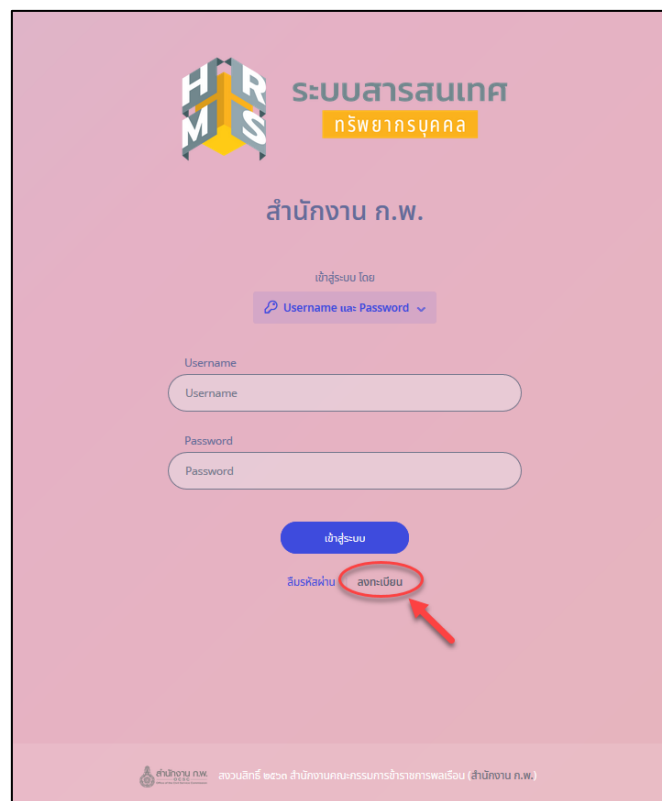 HR
MS
ระบบสารสนเทศ
ทรัพยากรบุคคล
สำนักงาน ก.พ.
เข้าสู่ระบบ โดย
Username และ Password
Username
Username
Password
Password
เข้าสู่ระบบ
ลืมรหัสผ่าน ลงทะเบียน
สำนักงาน ก.พ. สงวนสิทธิ์ ๒๕๖๓ สำนักงานคณะกรรมการข้าราชการพลเรือน (สำนักงาน ก.พ.)